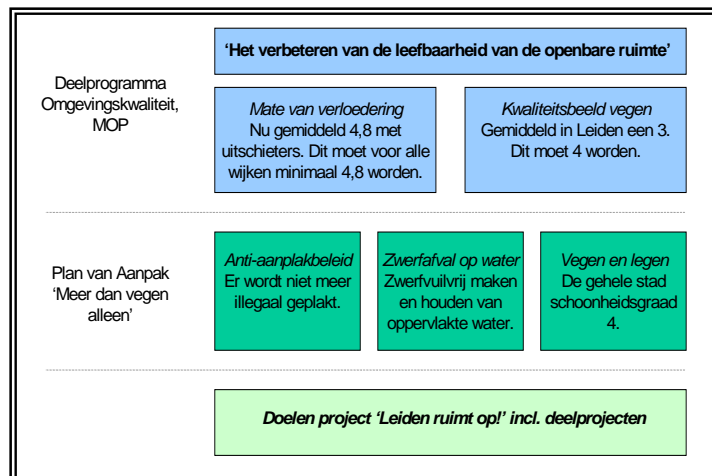 ‘Het verbeteren van de leefbaarheid van de openbare ruimte’
Deelprogramma
Omgevingskwaliteit,
MOP
Mate van verloedering
Nu gemiddeld 4,8 met
uitschieters. Dit moet voor alle
wijken minimaal 4,8 worden.
Kwaliteitsbeeld vegen
Gemiddeld in Leiden een 3.
Dit moet 4 worden.
Plan van Aanpak
‘Meer dan vegen
alleen’
Anti-aanplakbeleid
Er wordt niet meer
illegaal geplakt.
Zwerfafval op water
Zwerfvuilvrij maken
en houden van
oppervlakte water.
Vegen en legen
De gehele stad
schoonheidsgraad
4.
Doelen project ‘Leiden ruimt op!’ incl. deelprojecten